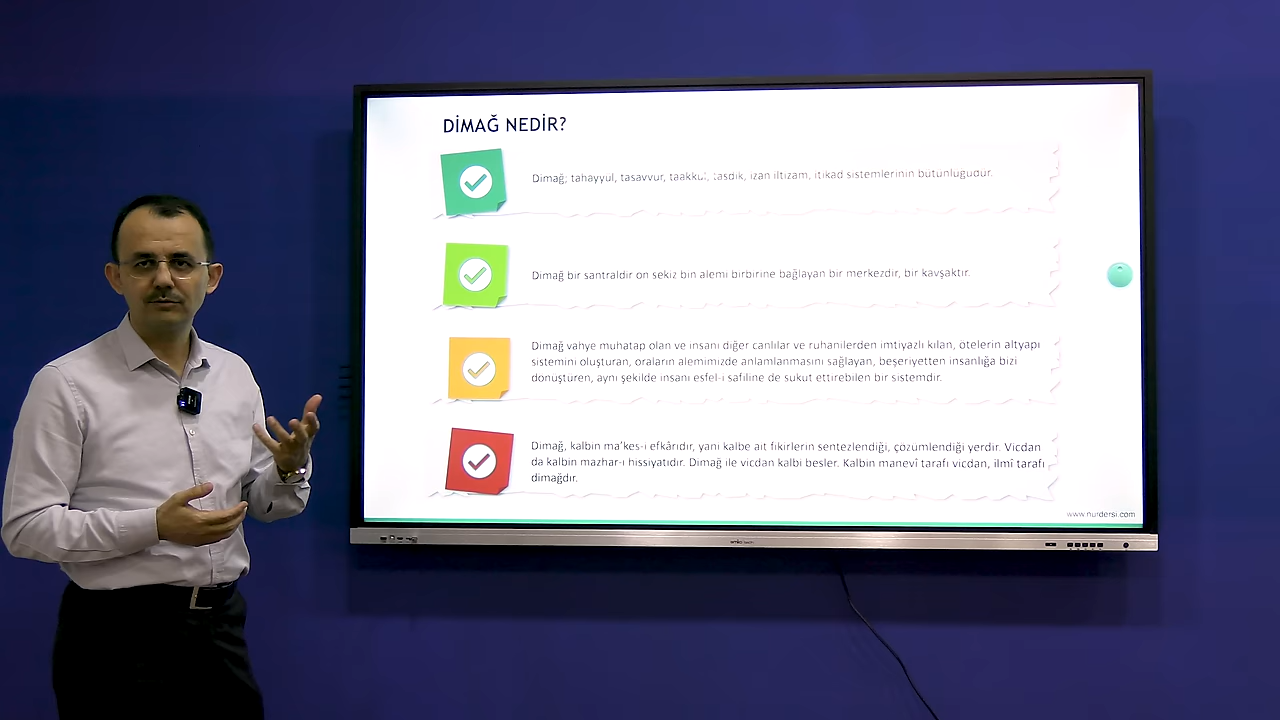 DİMAĞ NEDİR?
Dimağ; tahayyül, tasavvur, taakkul, tasdik, izan iltizam, itikad sistemlerinin bütünlüğüdür.
Dimağ bir santraldir on sekiz bin alemi birbirine bağlayan bir merkezdir, bir kavşaktır.
Dimağ vahye muhatap olan ve insanı diğer canlılar ve ruhanilerden imtiyazlı kılan, ötelerin altyapı
sistemini oluşturan, oraların alemimizde anlamlanmasını sağlayan, beşeriyetten insanlığa bizi
dönüştüren, aynı şekilde insanı esfel-i safiline de sukut ettirebilen bir sistemdir.
Dimağ, kalbin ma'kes-i efkârıdır, yani kalbe ait fikirlerin sentezlendiği, çözümlendiği yerdir. Vicdan
da kalbin mazhar-ı hissiyatıdır. Dimağ ile vicdan kalbi besler. Kalbin manevî tarafı vicdan, ilmî tarafı
dimağdır.
www.nurdersi.com